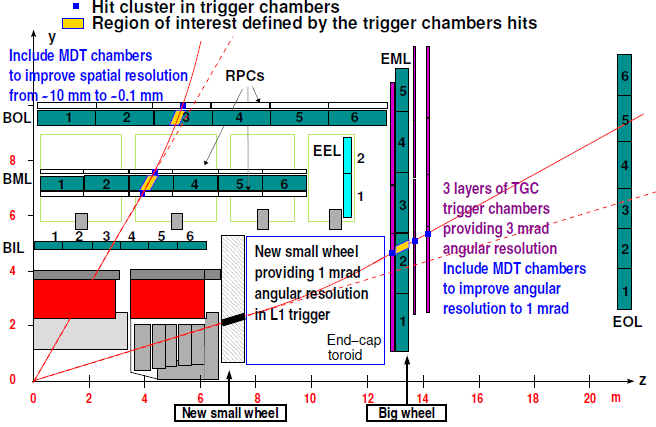 Hit cluster in trigger chambers
Region of interest defined by the trigger chambers hits
y
Include MDT chambers
to improve spatial resolution
from ~10 mm to ~0.1 mm
RPCs
EML
BOL
1 2 3 4 5 6
8
BML
1 2 4 5 6
EEL
2
1
6
BIL
1 2 3 4 5 6
4
2
0
New small wheel
providing 1 mrad
angular resolution
in L1 trigger
End-cap
toroid
5
4
3
2
1
3 layers of TGC
trigger chambers
providing 3 mrad
angular resolution
Include MDT chambers
to improve angular
resolution to 1 mrad
6
5
4
3
2
1
EOL
z
0 2 4 6 8 10 12 14 16 18 20 m
New small wheel
Big wheel